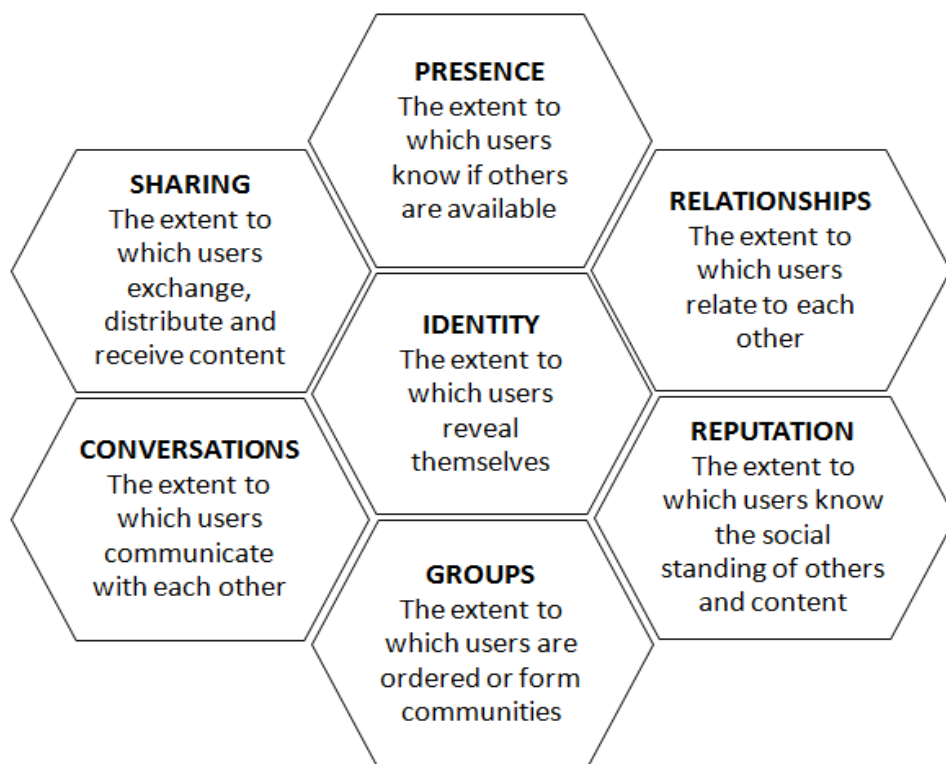 PRESENCE
The extent to
which users
know if others
are available
SHARING
The extent to
which users
exchange,
distribute and
receive content
RELATIONSHIPS
The extent to
which users
relate to each
other
IDENTITY
The extent to
which users
reveal
themselves
CONVERSATIONS
The extent to
which users
communicate
with each other
REPUTATION
The extent to
which users know
the social
standing of others
and content
GROUPS
The extent to
which users are
ordered or form
communities